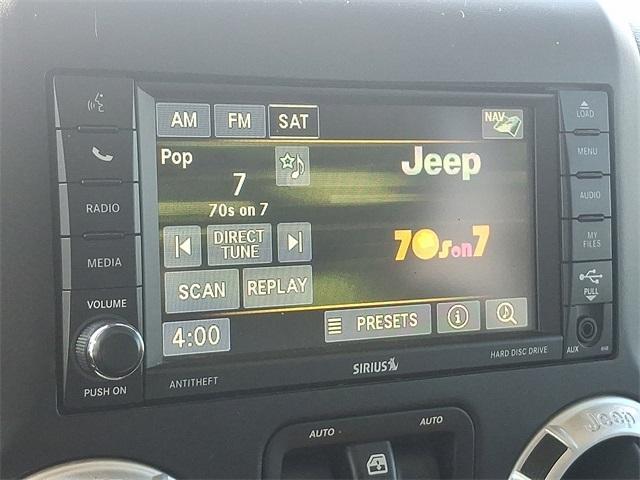 AM FM SAT NAV
LOAD
MENU
Pop
Jeep
7
70s on 7
RADIO
AUDIO
DIRECT TUNE
70s on 7
MY FILES
MEDIA
SCAN REPLAY
PULL
VOLUME
4:00
PRESETS
PUSH ON
AUX
SIRIUS
HARD DISC DRIVE
ANTITHEFT
AUTO AUTO
Jeep